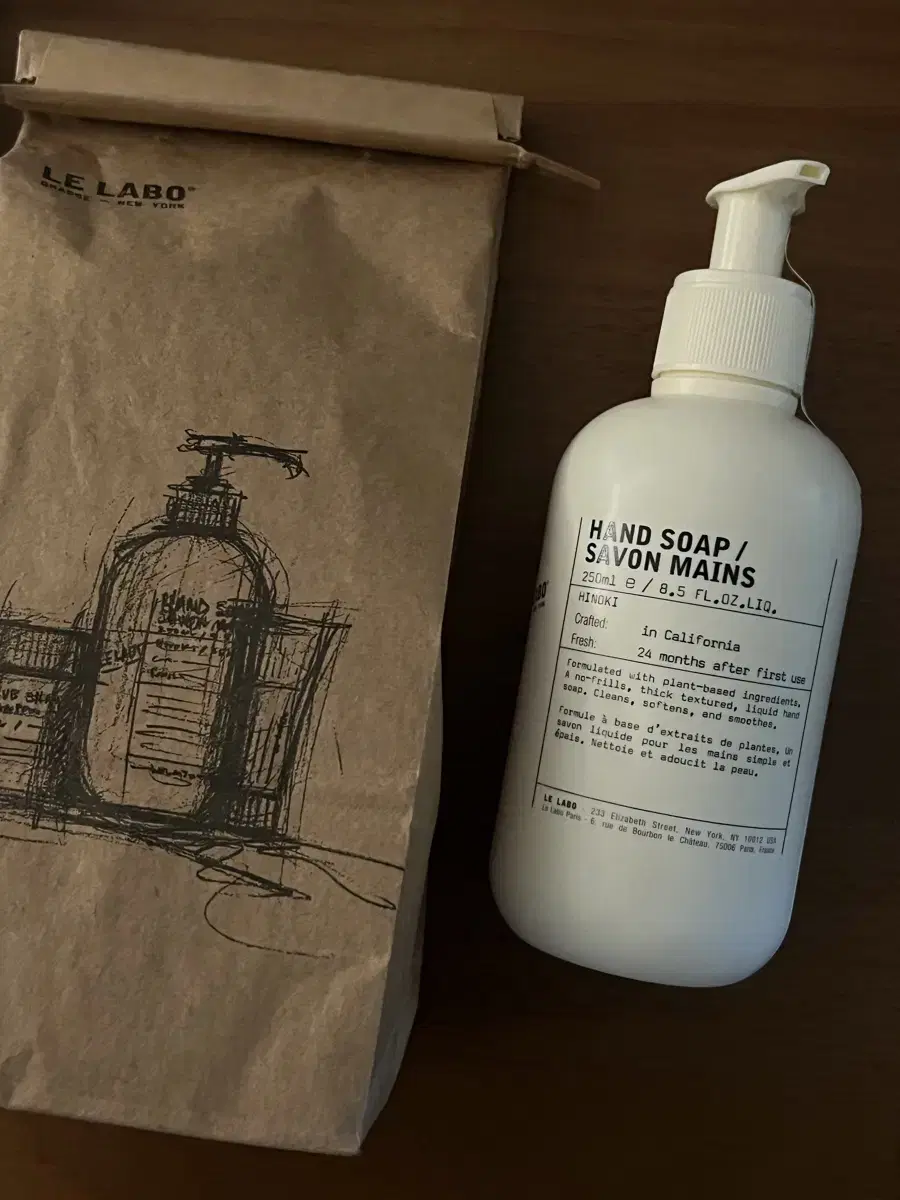 LE LABO
GRASSE — NEW YORK
HAND
HAND SOAP /
SAVON MAINS
250ml e / 8.5 FL.OZ.LIQ.
HINOKI
Crafted: in California
Fresh: 24 months after first use
Formulated with plant-based ingredients.
A no-frills, thick textured, liquid hand
soap. Cleans, softens, and smoothes.
Formule à base d'extraits de plantes, un
savon liquide pour les mains simple et
épais. Nettoie et adoucit la peau.
LE LABO - 233 Elizabeth Street, New York, NY 10012 USA
Le Labo Paris - 6, rue de Bourbon le Château, 75006 Paris, France